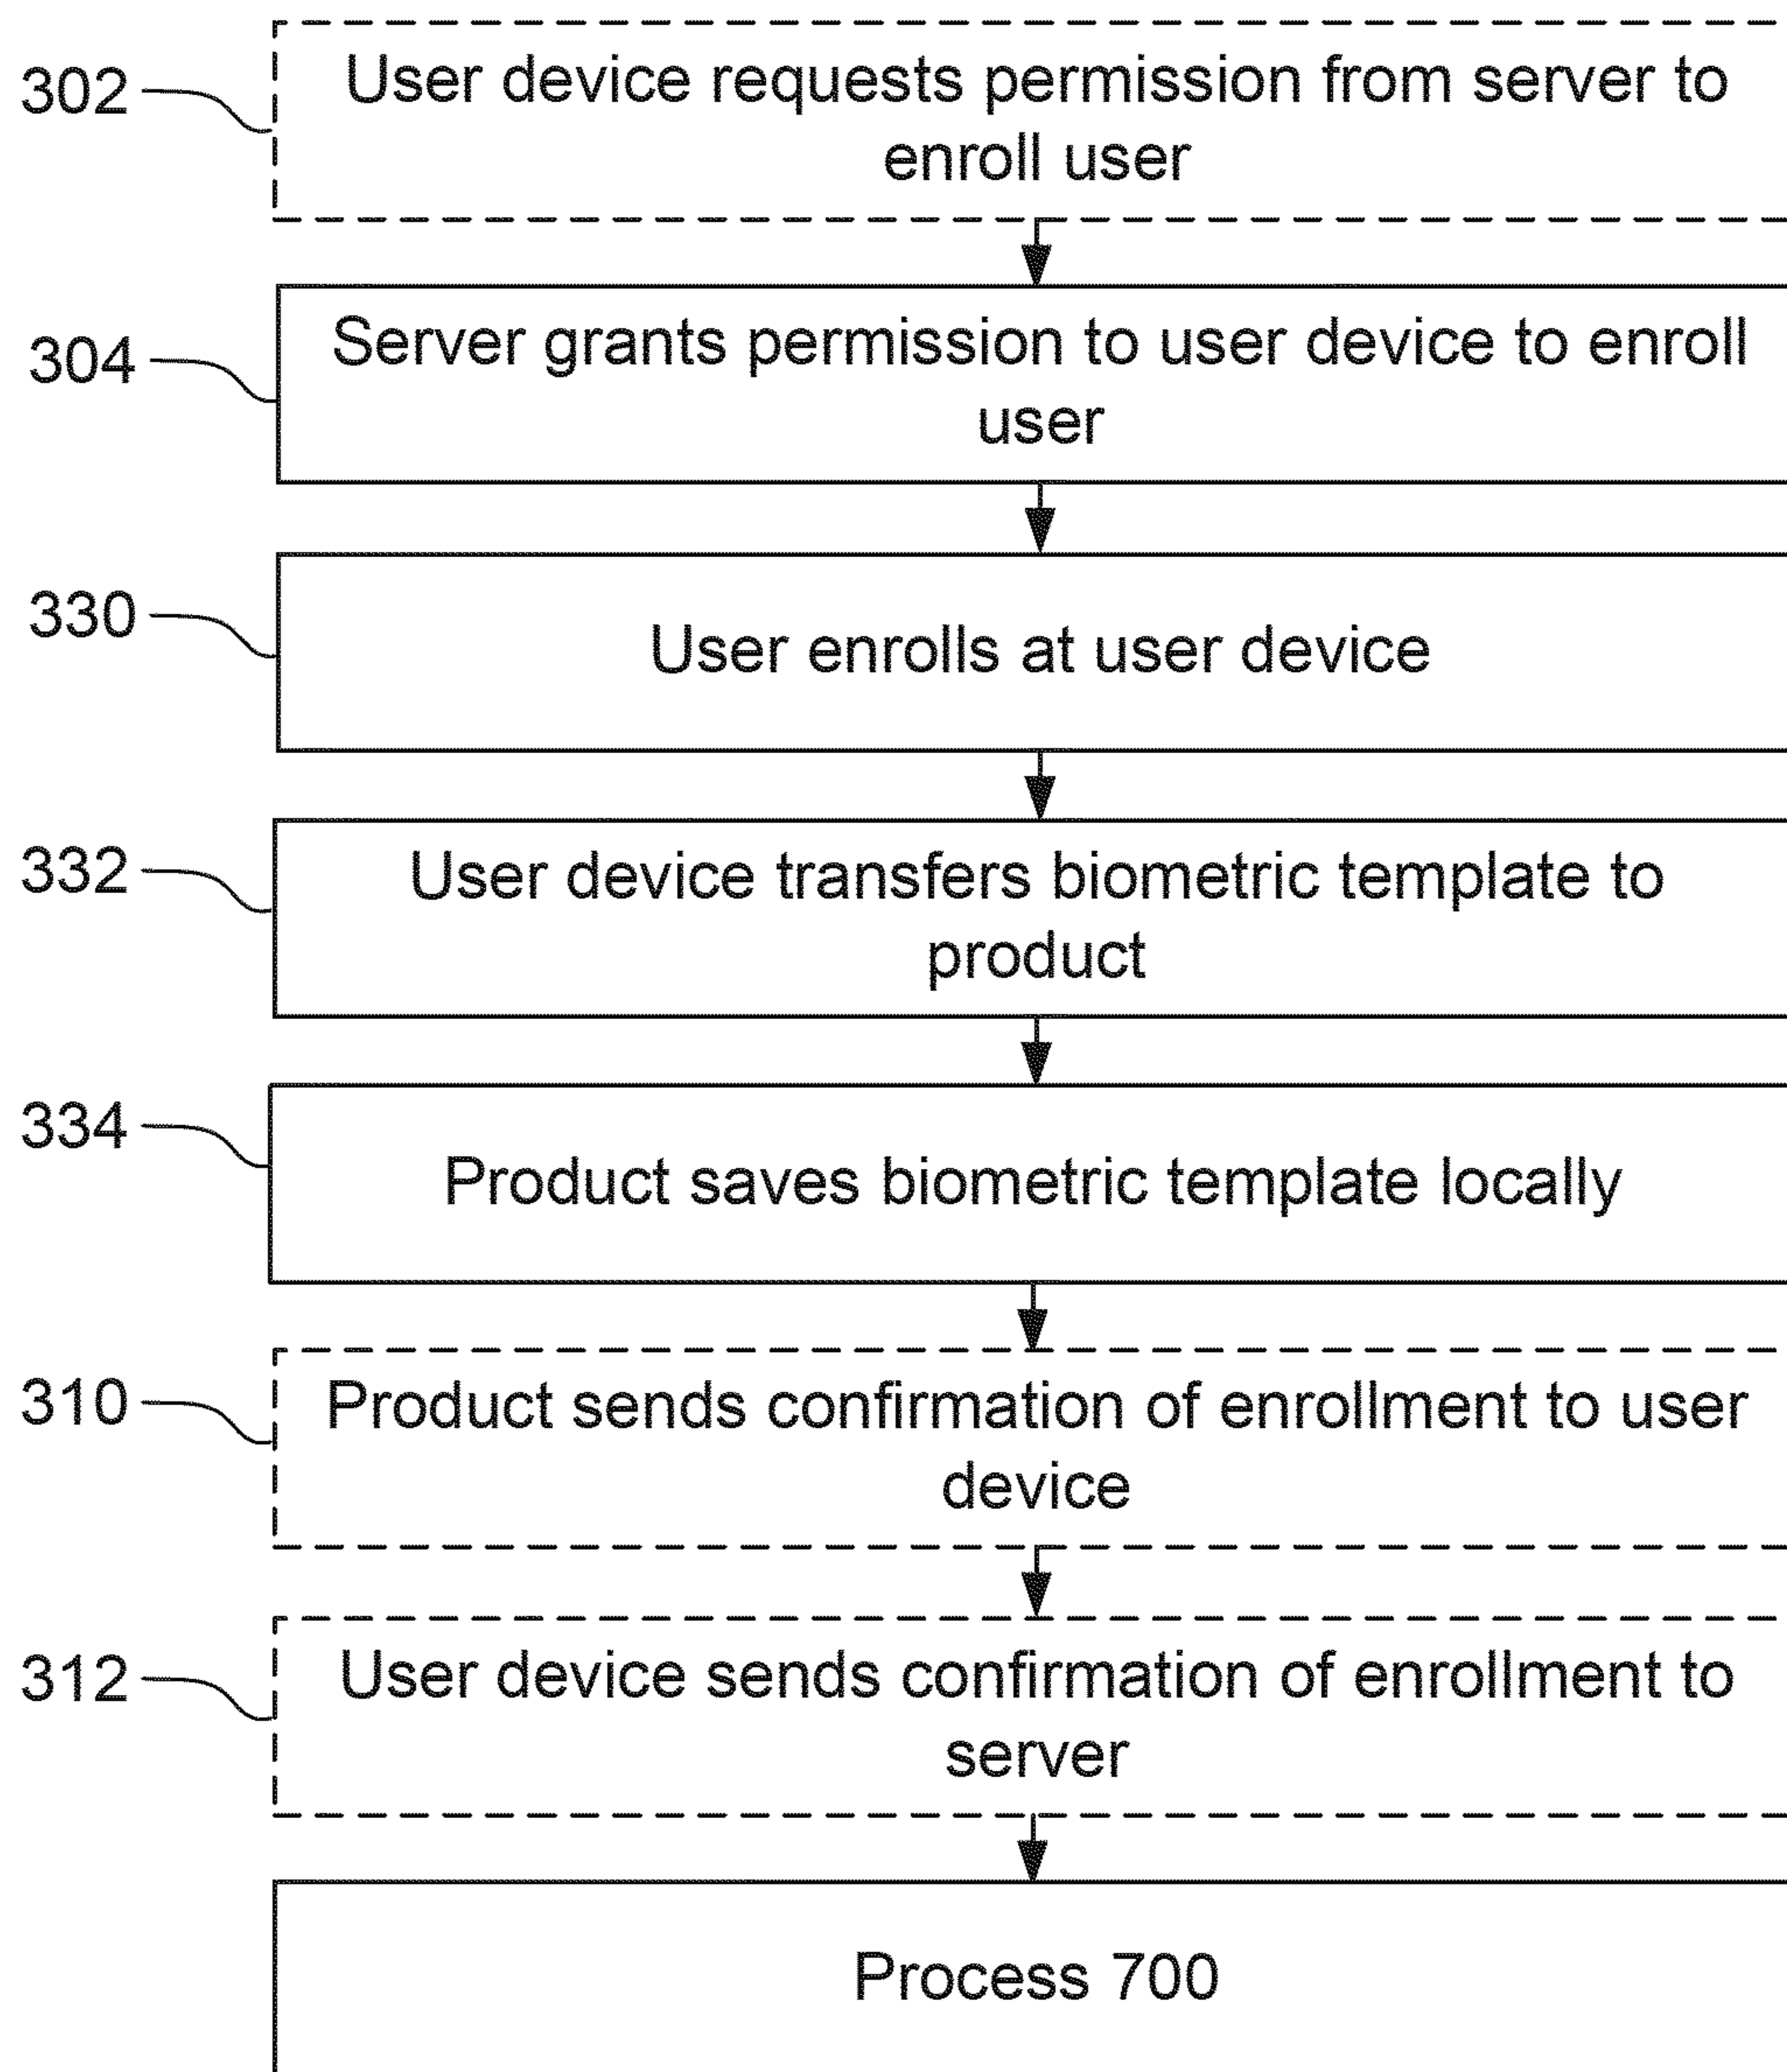 302
User device requests permission from server to
enroll user
304
Server grants permission to user device to enroll
user
330
User enrolls at user device
332
User device transfers biometric template to
product
334
Product saves biometric template locally
310
Product sends confirmation of enrollment to user
device
312
User device sends confirmation of enrollment to
server
Process 700